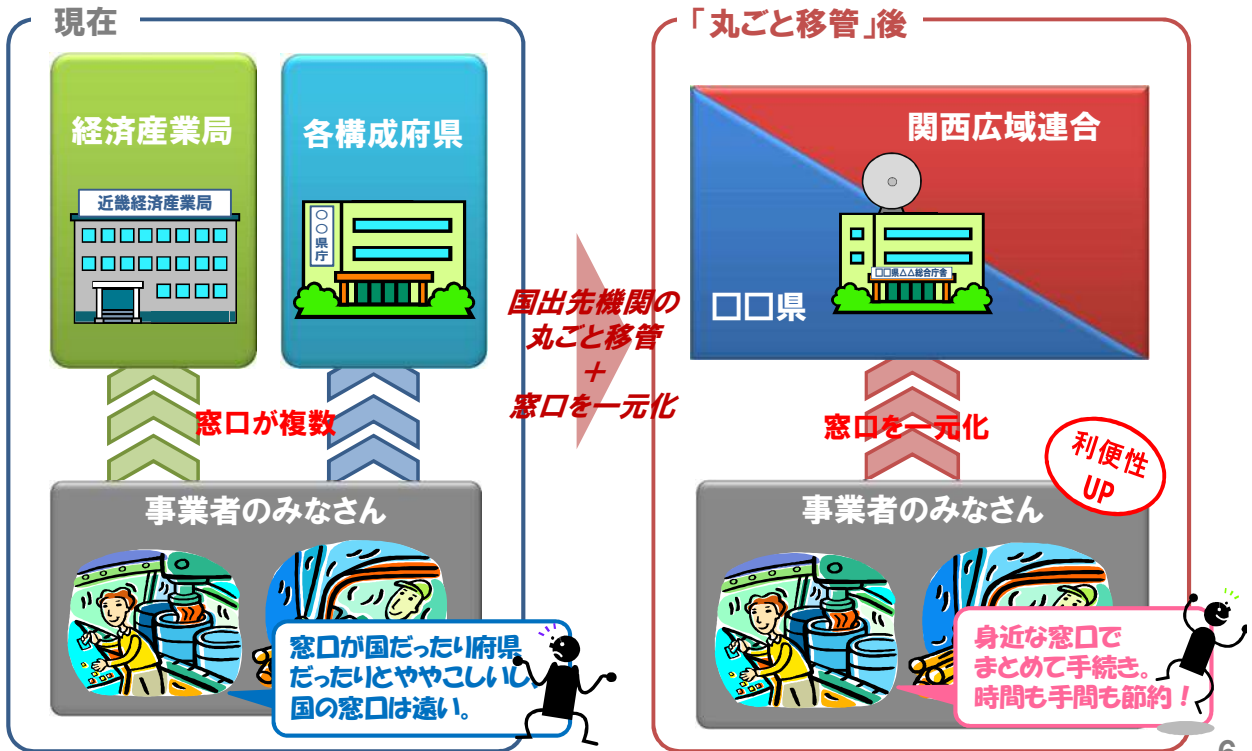 現在
経済産業局
近畿経済産業局
各構成府県
○○県庁
窓口が複数
事業者のみなさん
窓口が国だったり府県
だったりとややこしいし、
国の窓口は遠い。
国出先機関の
丸ごと移管
+
窓口を一元化
「丸ごと移管」後
関西広域連合
□□県△△総合庁舎
□□県
窓口を一元化
利便性
UP
事業者のみなさん
身近な窓口で
まとめて手続き。
時間も手間も節約！
6